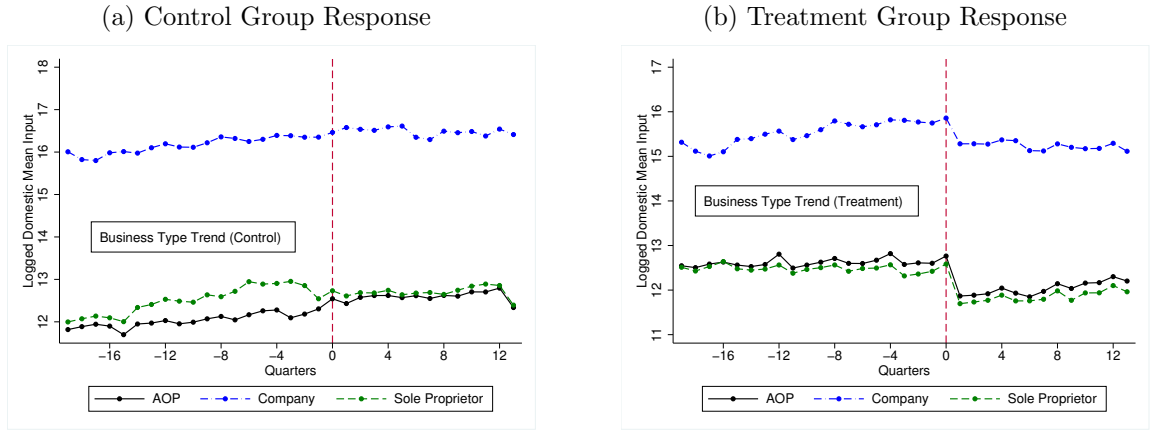 (a) Control Group Response
18
17
16
15
14
13
12
Logged Domestic Mean Input
Business Type Trend (Control)
−16 −12 −8 −4 0 4 8 12
Quarters
AOP Company Sole Proprietor
(b) Treatment Group Response
17
16
15
14
13
12
11
Logged Domestic Mean Input
Business Type Trend (Treatment)
−16 −12 −8 −4 0 4 8 12
Quarters
AOP Company Sole Proprietor